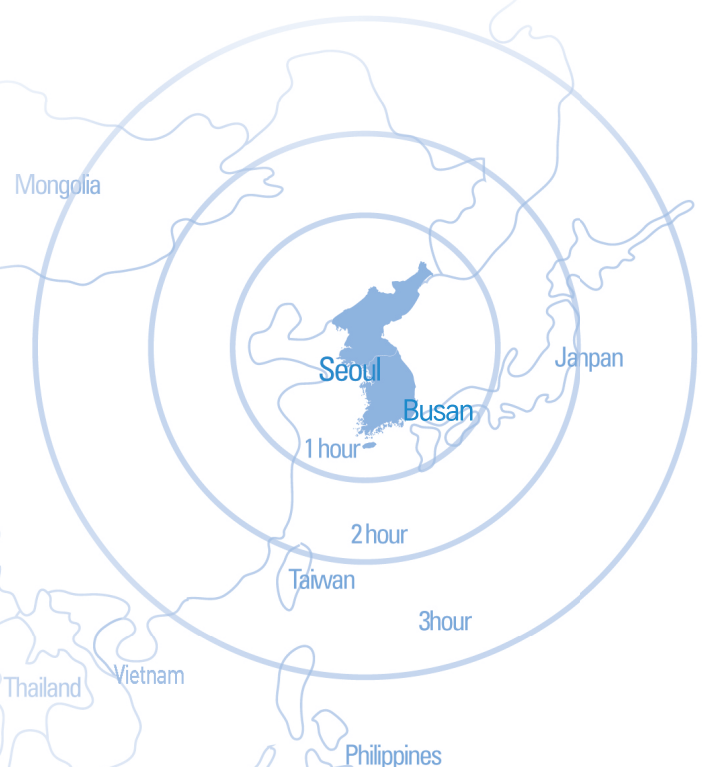 Mongolia
Janpan
Seoul
Busan
1 hour
2 hour
Taiwan
3hour
Vietnam
Thailand
Philippines